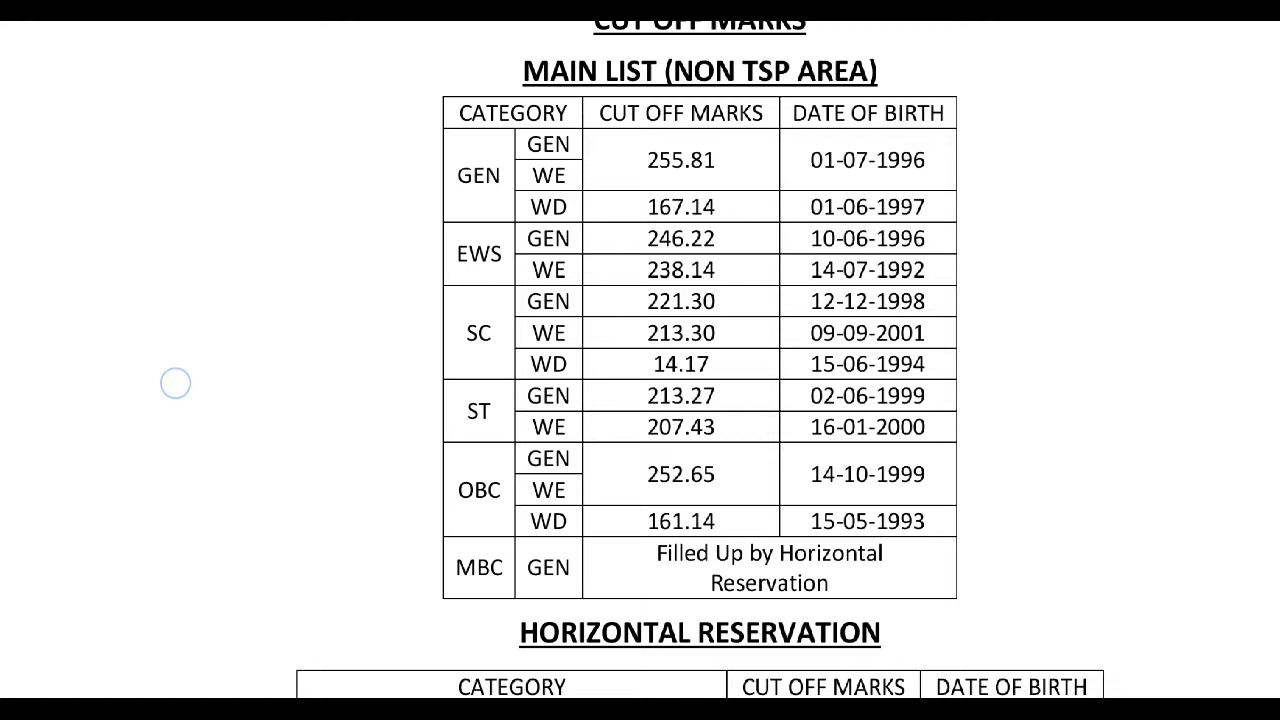 CUT OFF MARKS
MAIN LIST (NON TSP AREA)
CATEGORY CUT OFF MARKS DATE OF BIRTH
GEN GEN 255.81 01-07-1996
WE
WD 167.14 01-06-1997
EWS GEN 246.22 10-06-1996
WE 238.14 14-07-1992
SC GEN 221.30 12-12-1998
WE 213.30 09-09-2001
WD 14.17 15-06-1994
ST GEN 213.27 02-06-1999
WE 207.43 16-01-2000
OBC GEN 252.65 14-10-1999
WE
WD 161.14 15-05-1993
MBC GEN Filled Up by Horizontal
Reservation
HORIZONTAL RESERVATION
CATEGORY CUT OFF MARKS DATE OF BIRTH